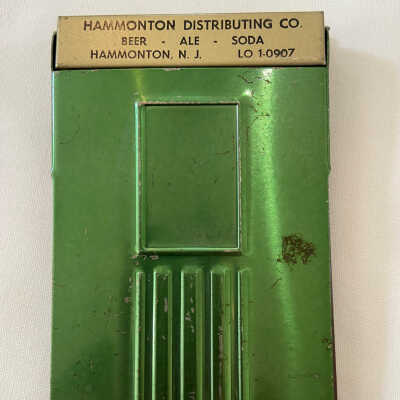 HAMMONTON DISTRIBUTING CO.
BEER - ALE - SODA
HAMMONTON, N. J. LO 1-0907